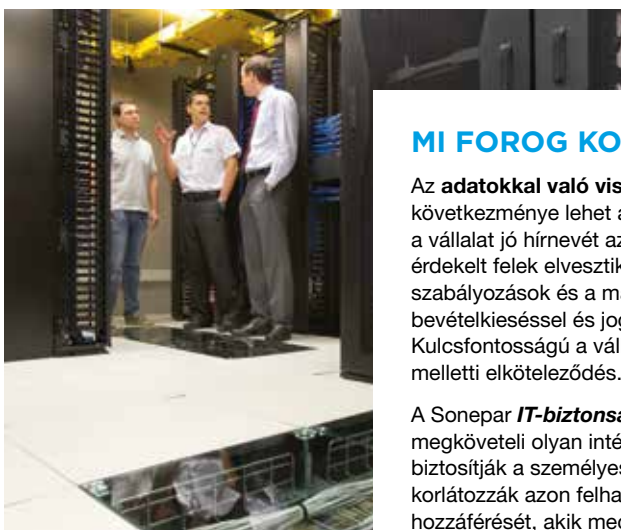 MI FOROG KO
Az adatokkal való vis
következménye lehet a
a vállalat jó hírnevét az
érdekelt felek elvesztik
szabályozások és a ma
bevételkieséssel és jog
Kulcsfontosságú a vál
melletti elköteleződés.
A Sonepar IT-biztonsá
megköveteli olyan inté
biztosítják a személyes
korlátozzák azon felha
hozzáférését, akik